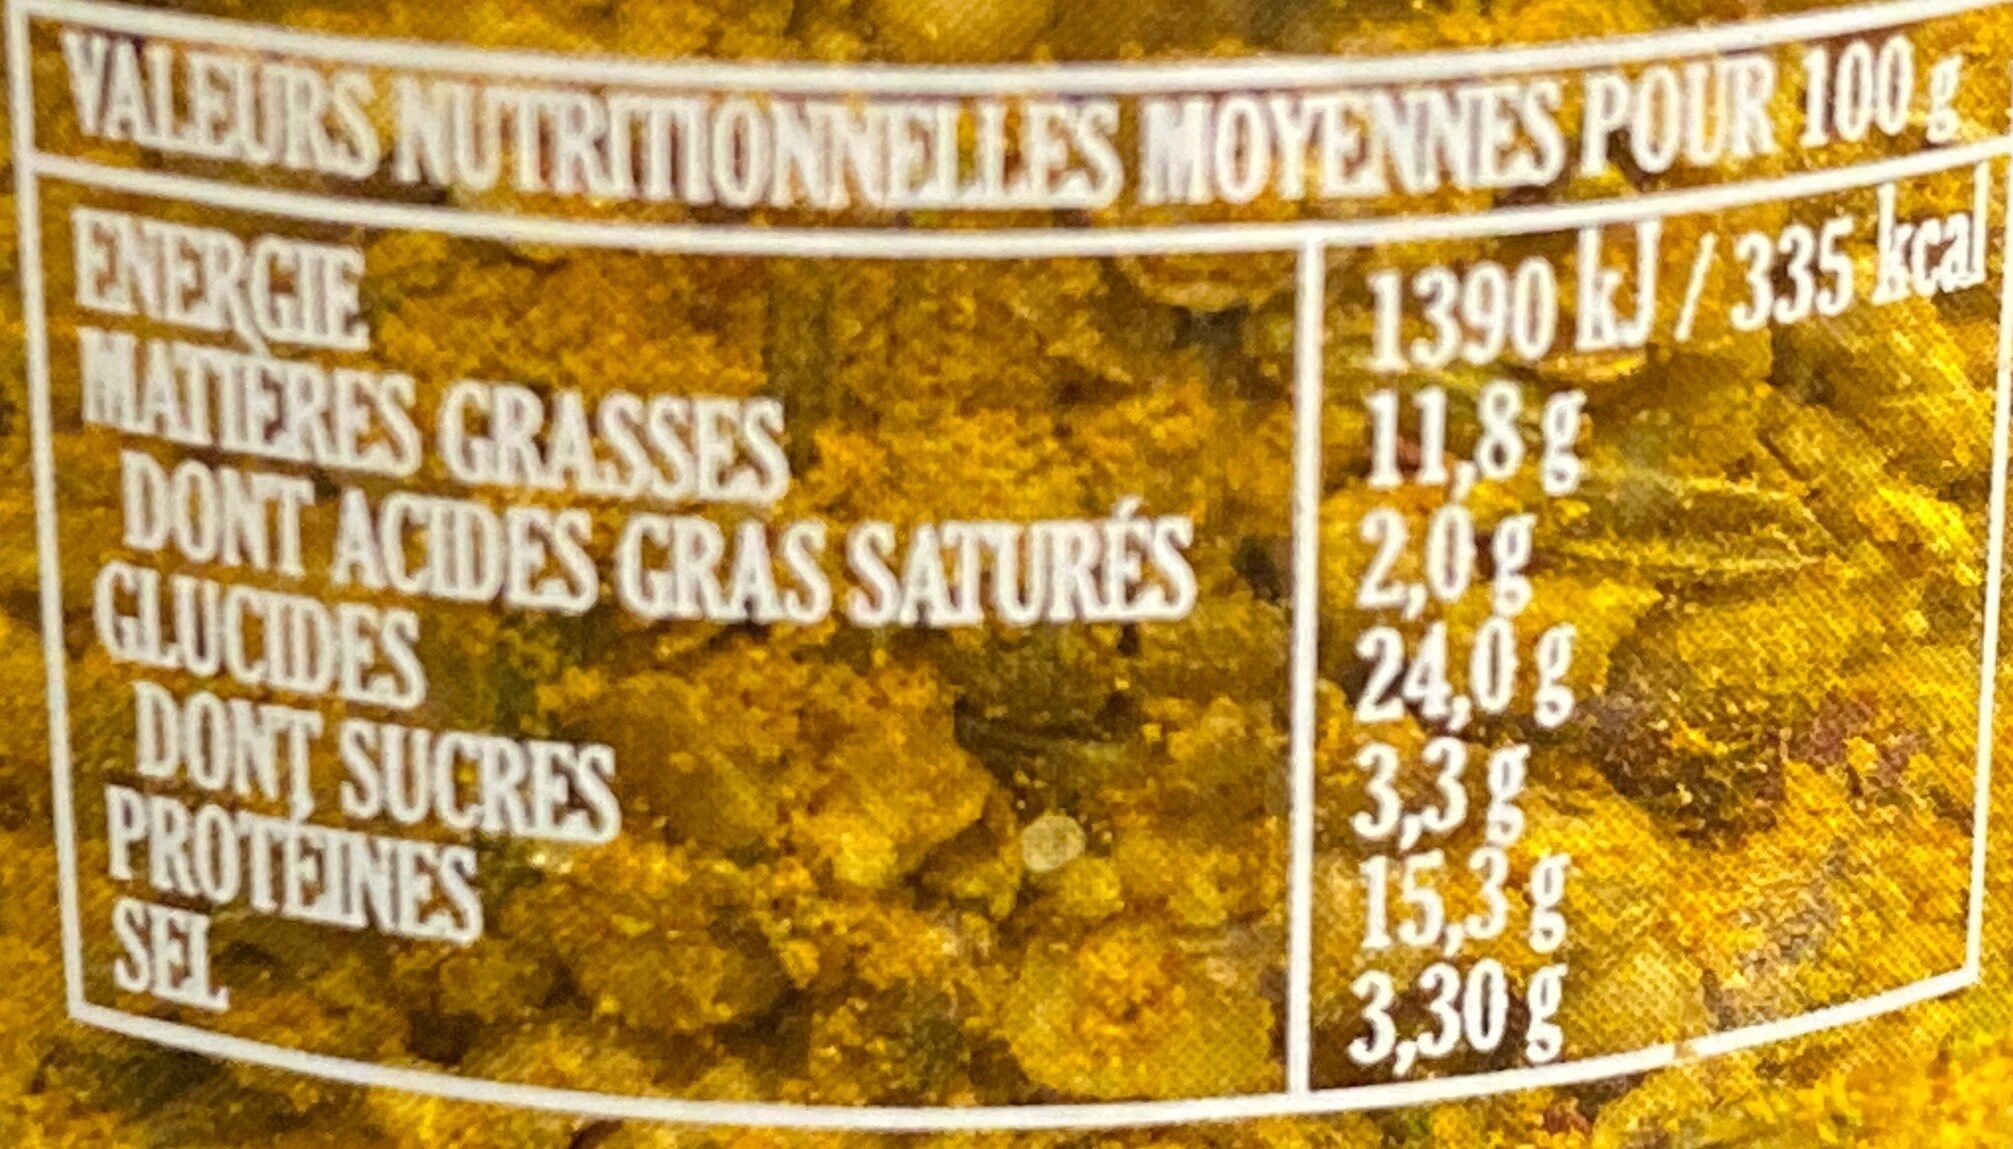 VALEURS NUTRITIONNELLES MOYENNES POUR 100 g
ENERGIE 1390 kJ / 335 kcal
MATIÈRES GRASSES 11,8 g
DONT ACIDES GRAS SATURÉS 2,0 g
GLUCIDES 24,0 g
DONT SUCRES 3,3 g
PROTÉINES 15,3 g
SEL 3,30 g